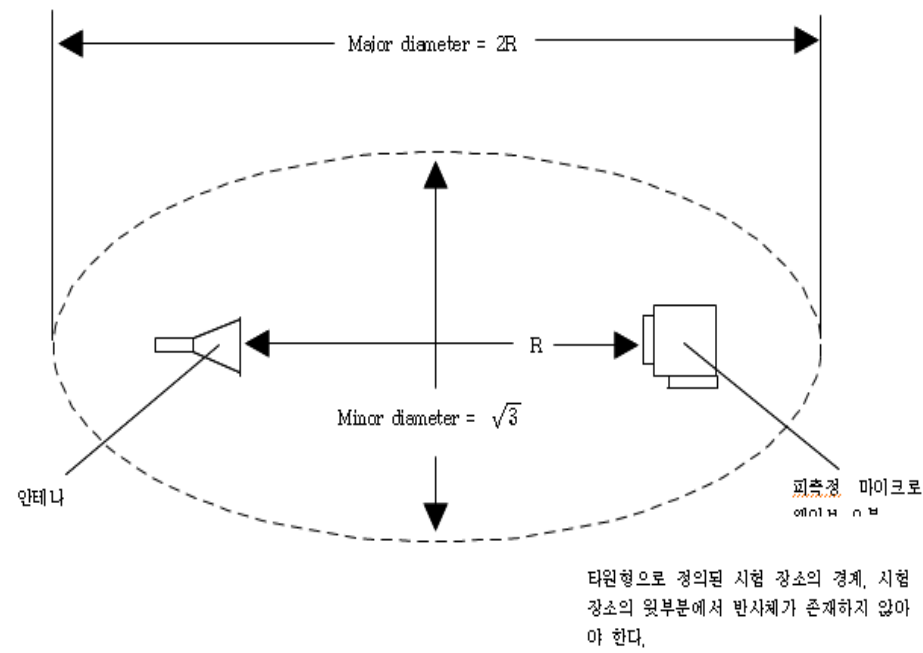 Major diameter = 2R
R
Minor diameter = √3
안테나
피측정 마이크로
타원형으로 정의된 시험 장소의 경계, 시험
장소의 윗부분에서 반사체가 존재하지 않아
야 한다.